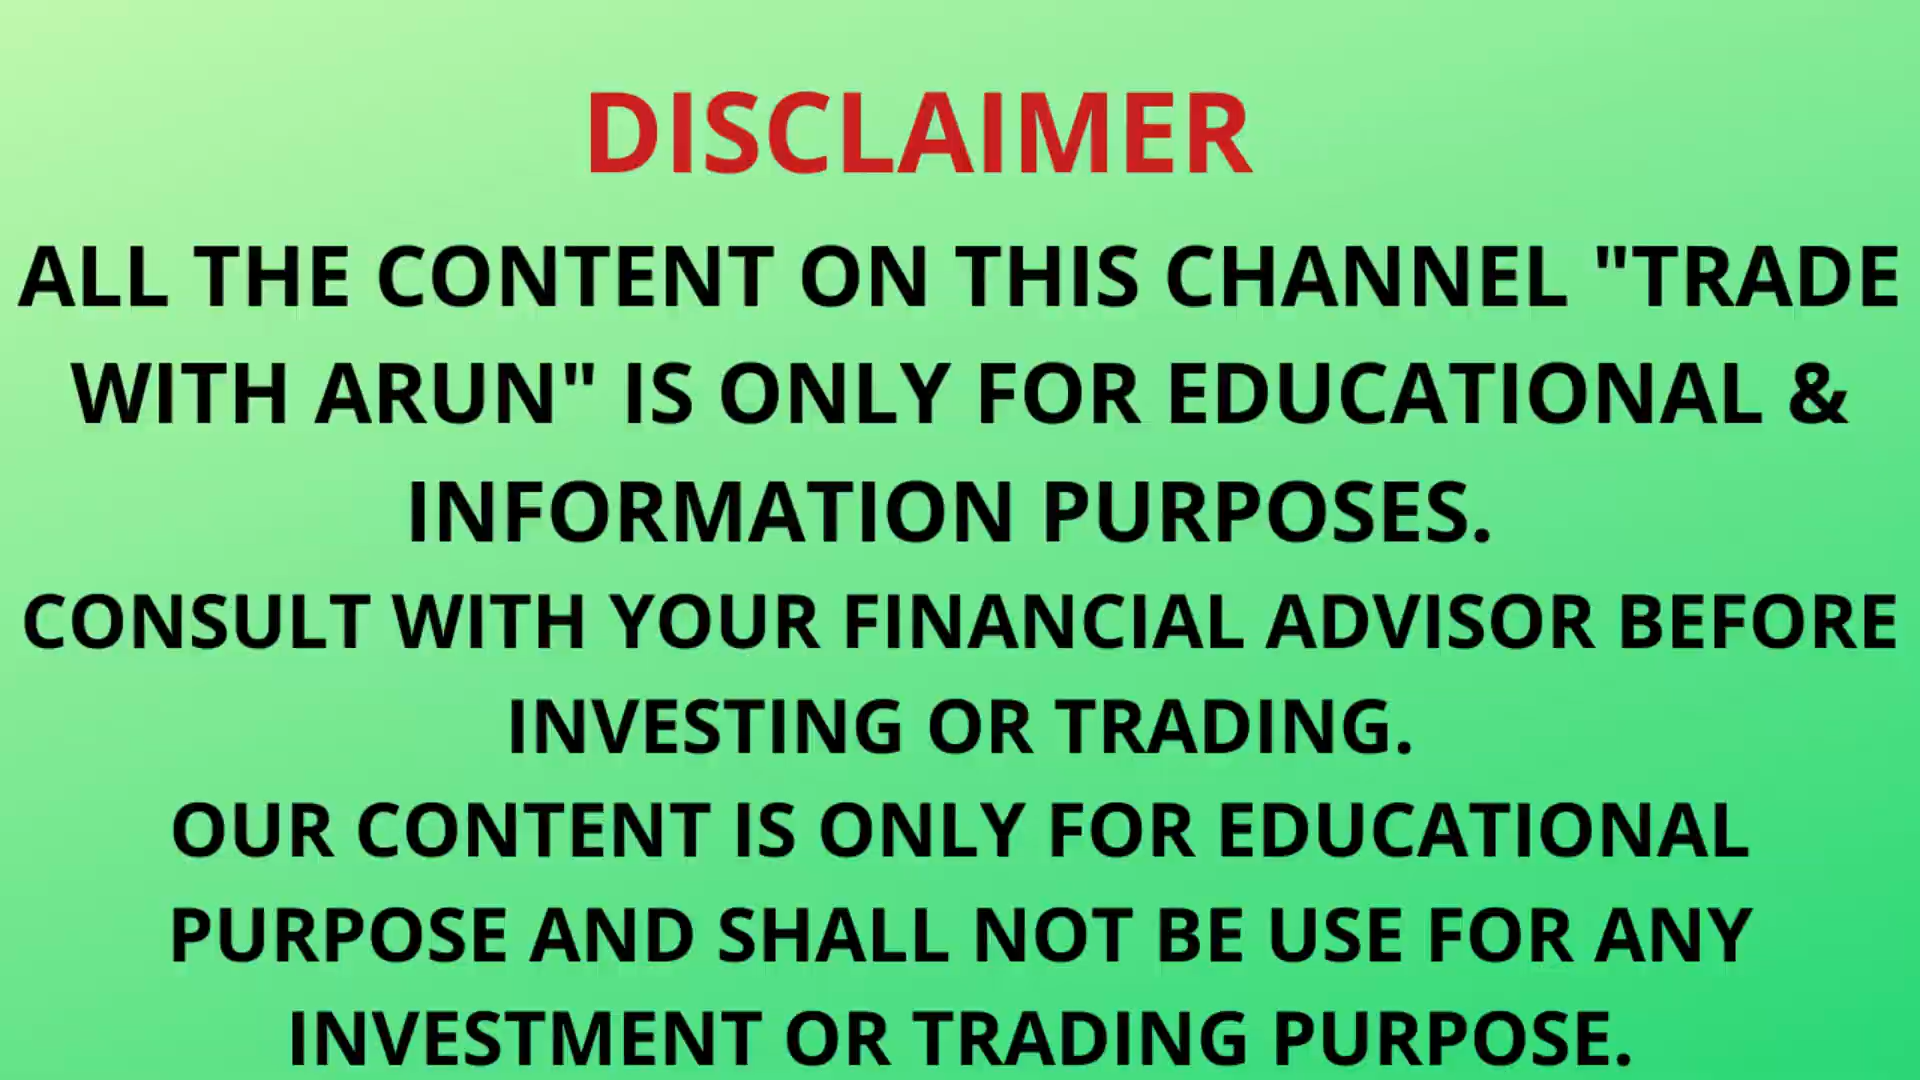 DISCLAIMER
ALL THE CONTENT ON THIS CHANNEL "TRADE
WITH ARUN" IS ONLY FOR EDUCATIONAL &
INFORMATION PURPOSES.
CONSULT WITH YOUR FINANCIAL ADVISOR BEFORE
INVESTING OR TRADING.
OUR CONTENT IS ONLY FOR EDUCATIONAL
PURPOSE AND SHALL NOT BE USE FOR ANY
INVESTMENT OR TRADING PURPOSE.